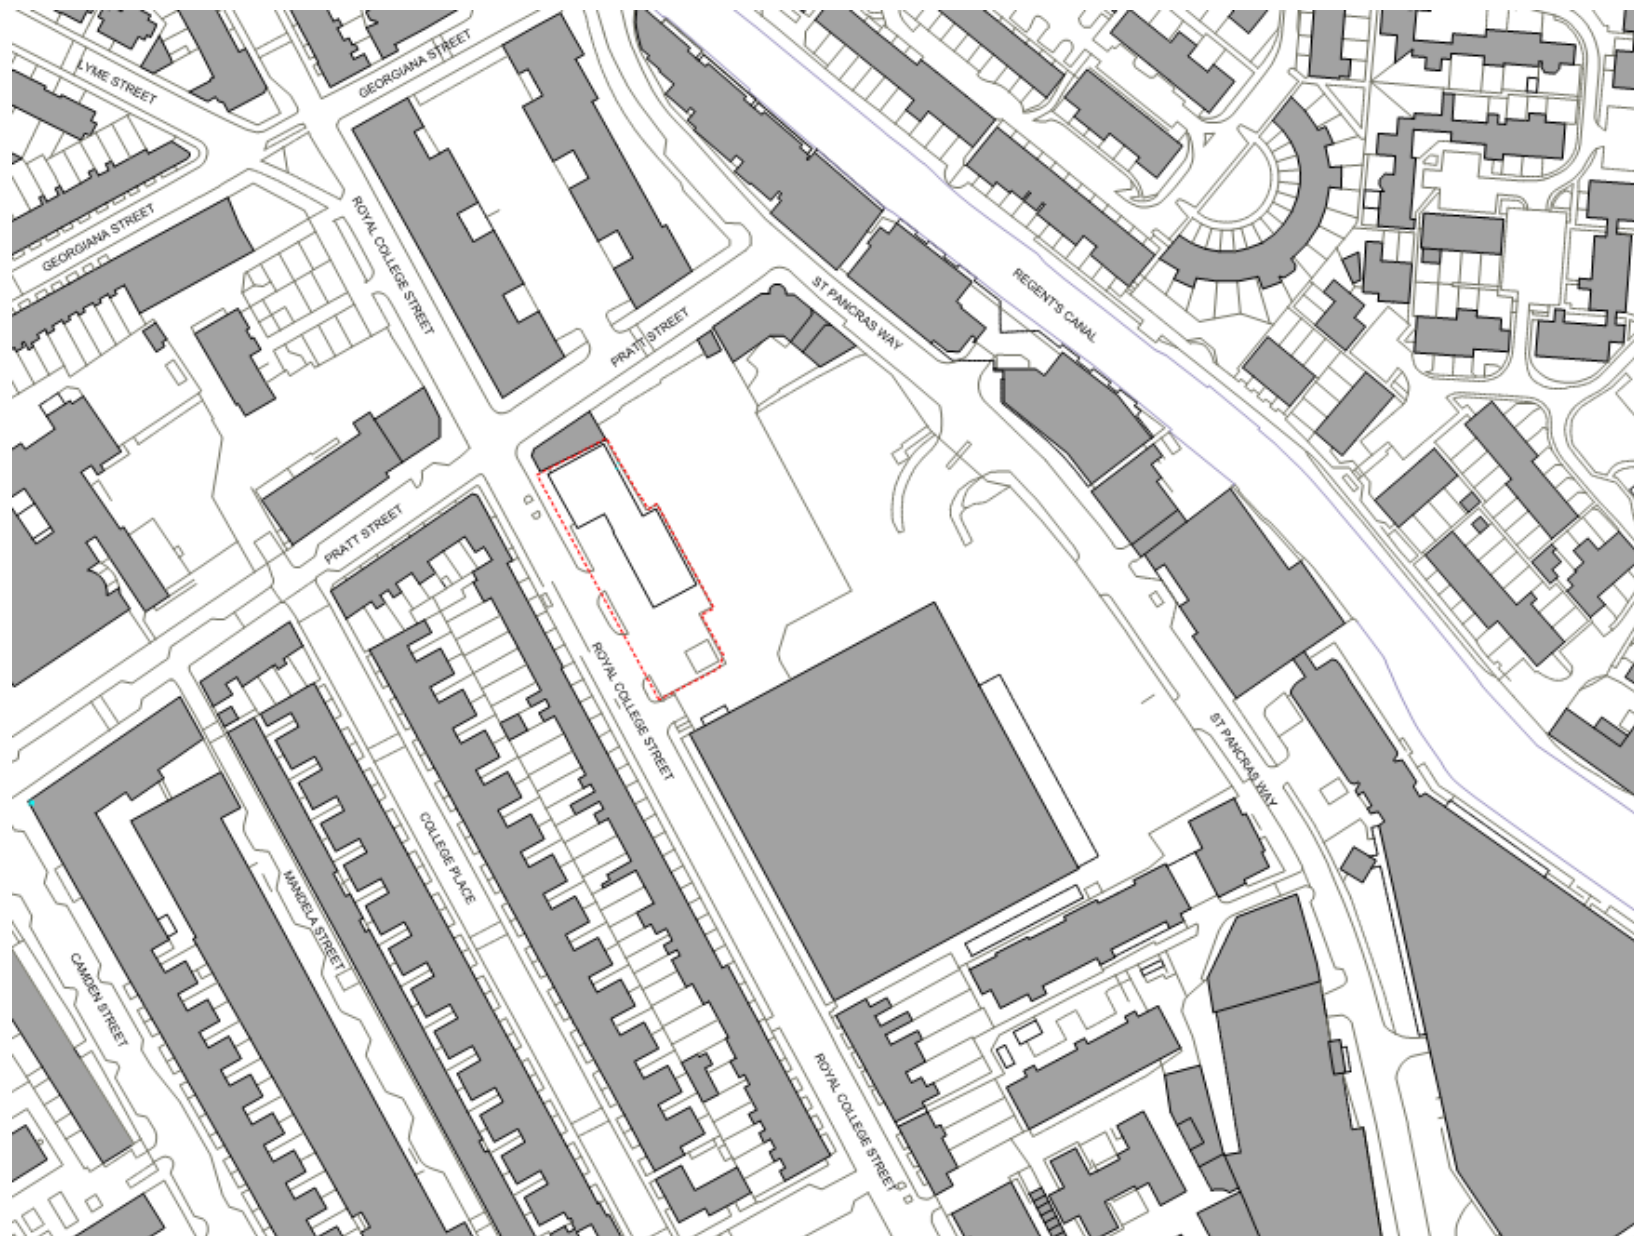 GEORGIANA STREET
LYME STREET
GEORGIANA STREET
ROYAL COLLEGE STREET
ST PANCRAS WAY
REGENT'S CANAL
PRATT STREET
PRATT STREET
ROYAL COLLEGE STREET
ST PANCRAS WAY
COLLEGE PLACE
MANDELA STREET
CAMDEN STREET
ROYAL COLLEGE STREET